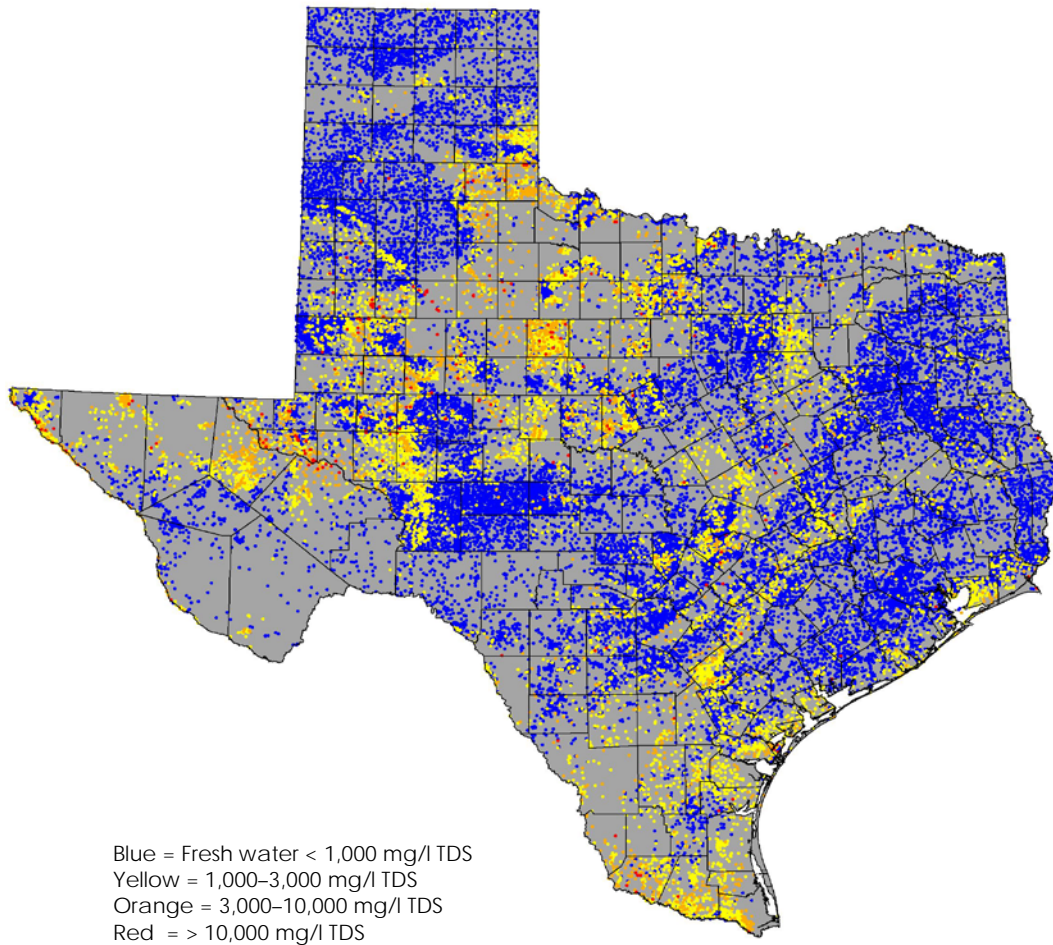 Blue = Fresh water < 1,000 mg/l TDS
Yellow = 1,000–3,000 mg/l TDS
Orange = 3,000–10,000 mg/l TDS
Red = > 10,000 mg/l TDS